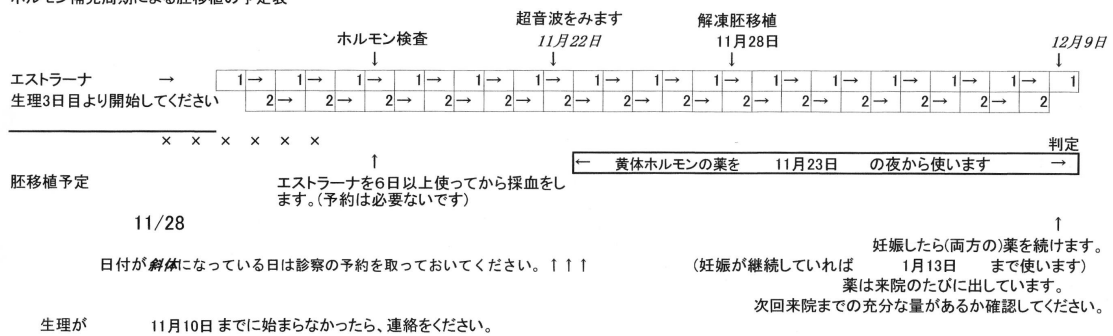 ホルモン補充周期による胚移植の予定表
超音波をみます 解凍胚移植
ホルモン検査 11月22日 11月28日 12月9日
↓ ↓ ↓ ↓
エストラーナ → 1→ 1→ 1→ 1→ 1→ 1→ 1→ 1→ 1→ 1→ 1→ 1→ 1→ 1→ 1
生理3日目より開始してください 2→ 2→ 2→ 2→ 2→ 2→ 2→ 2→ 2→ 2→ 2→ 2→ 2→ 2
× × × × × × 判定
↑ ← 黄体ホルモンの薬を 11月23日 の夜から使います →
胚移植予定 エストラーナを6日以上使ってから採血をし
ます。(予約は必要ないです)
11/28 ↑
妊娠したら(両方の)薬を続けます。
日付が斜体になっている日は診察の予約を取っておいてください。↑↑↑ (妊娠が継続していれば 1月13日 まで使います)
薬は来院のたびに出しています。
次回来院までの充分な量があるか確認してください。
生理が 11月10日 までに始まらなかったら、連絡をください。